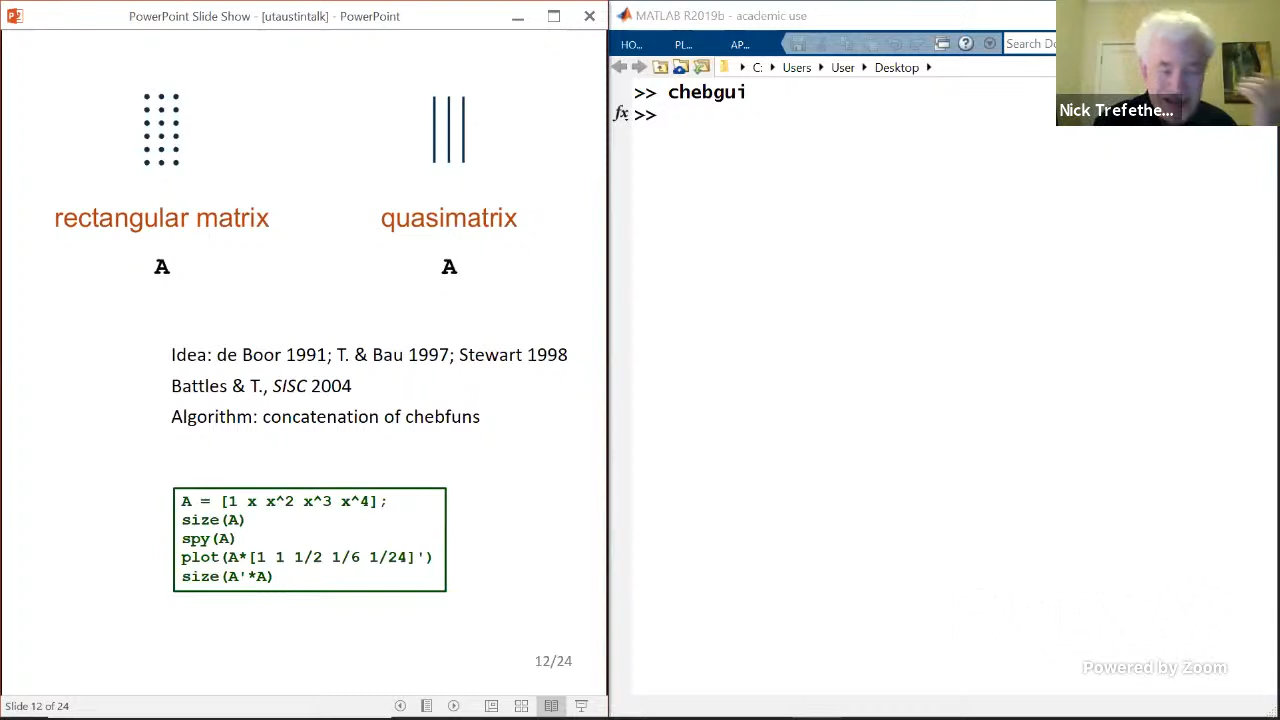 PowerPoint Slide Show - [utaustintalk] - PowerPoint
rectangular matrix
quasimatrix
A
A
Idea: de Boor 1991; T. & Bau 1997; Stewart 1998
Battles & T., SISC 2004
Algorithm: concatenation of chebfuns
A = [1 x x^2 x^3 x^4];
size(A)
spy(A)
plot(A*[1 1 1/2 1/6 1/24]')
size(A'*A)
12/24
Slide 12 of 24
MATLAB R2019b - academic use
HO...
PL...
AP...
Search Do
C:
Users
User
Desktop
>> chebgui
fx >>
Nick Trefethe...
Powered by Zoom